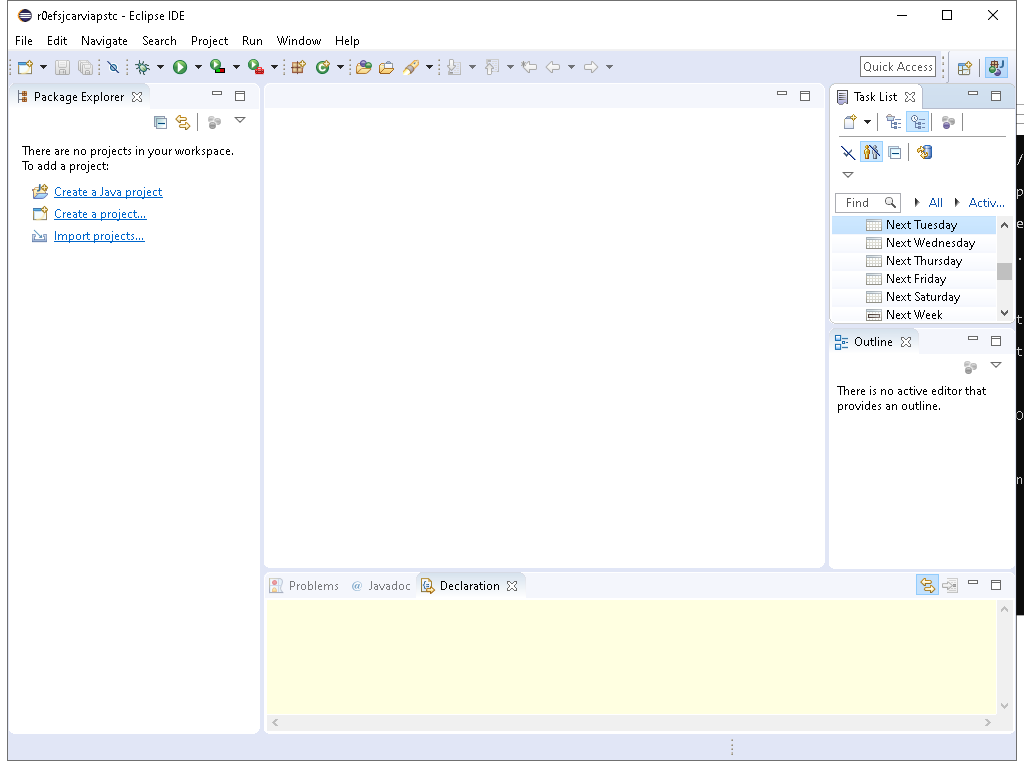 r0efsjcarviapstc - Eclipse IDE
File Edit Navigate Search Project Run Window Help
Quick Access
Package Explorer
Task List
There are no projects in your workspace.
To add a project:
Create a Java project
Create a project...
Import projects...
Find All Activ...
Next Tuesday
Next Wednesday
Next Thursday
Next Friday
Next Saturday
Next Week
Outline
There is no active editor that
provides an outline.
Problems @ Javadoc Declaration